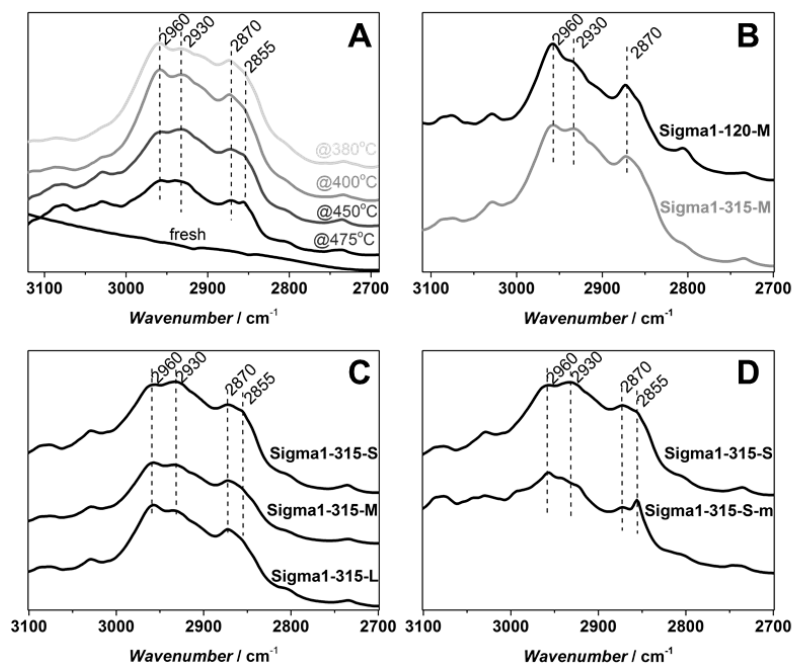 A
2960
2930
2870
2855
@380°C
@400°C
@450°C
@475°C
fresh
3100 3000 2900 2800 2700
Wavenumber / cm-1
B
2960
2930
2870
Sigma1-120-M
Sigma1-315-M
3100 3000 2900 2800 2700
Wavenumber / cm-1
C
2960
2930
2870
2855
Sigma1-315-S
Sigma1-315-M
Sigma1-315-L
3100 3000 2900 2800 2700
Wavenumber / cm-1
D
2960
2930
2870
2855
Sigma1-315-S
Sigma1-315-S-m
3100 3000 2900 2800 2700
Wavenumber / cm-1